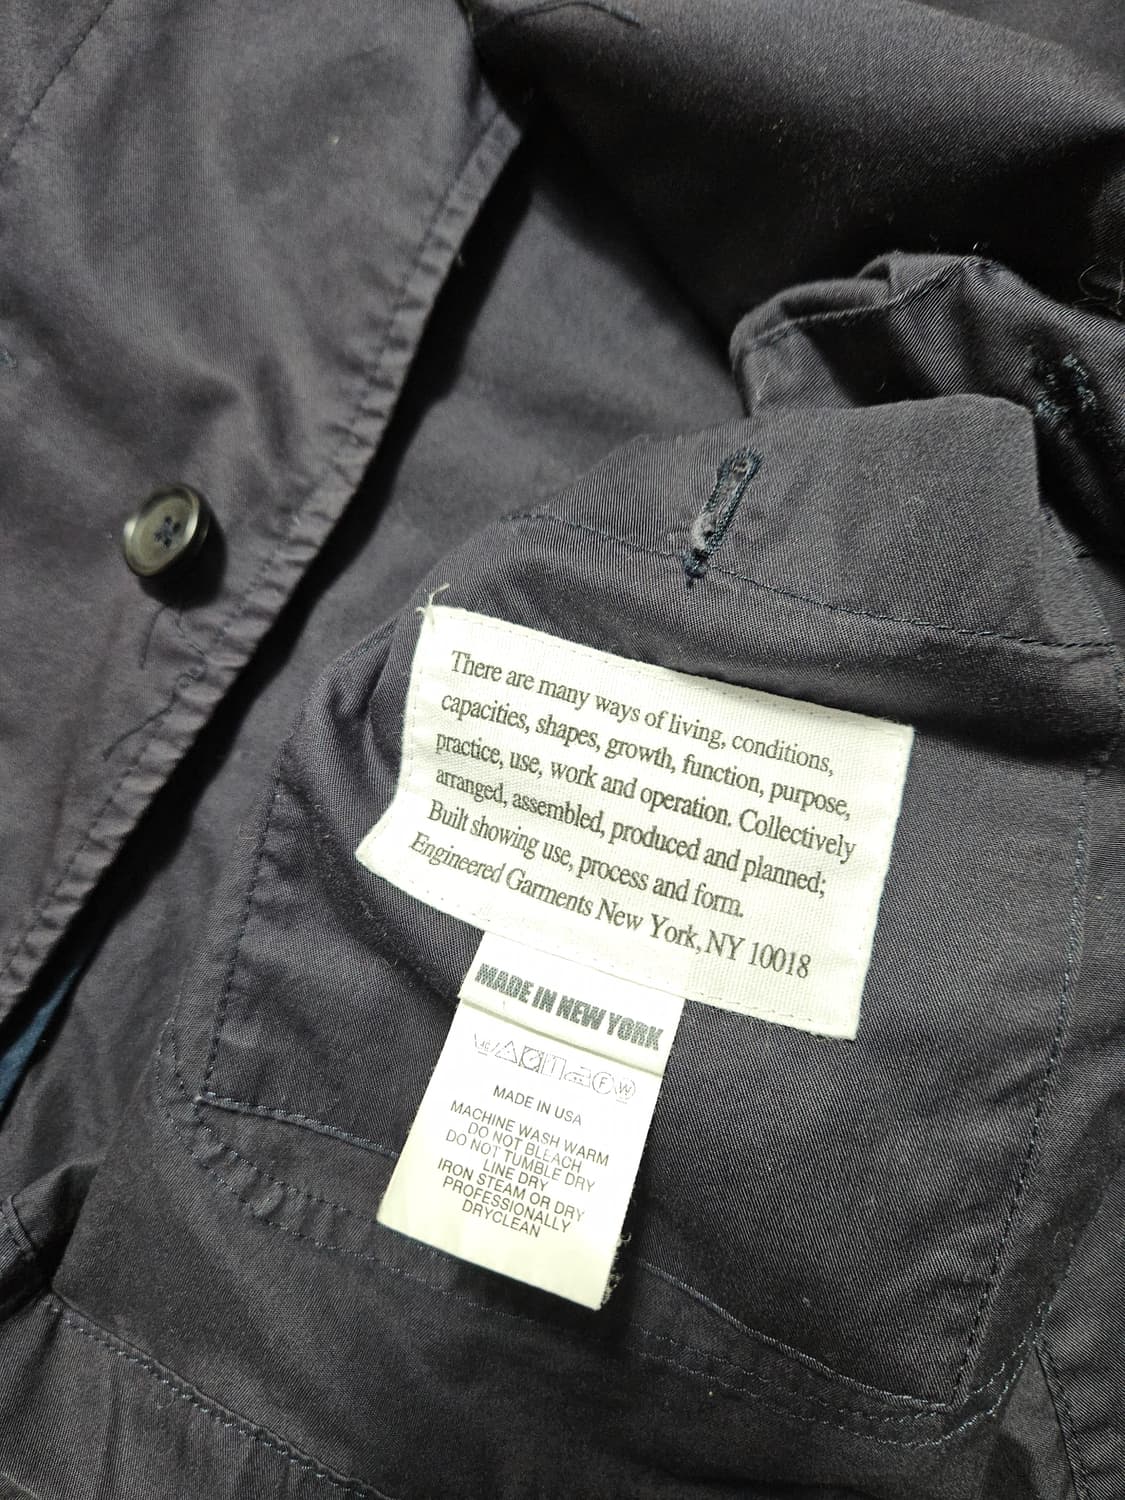 There are many ways of living, conditions,
capacities, shapes, growth, function, purpose,
practice, use, work and operation. Collectively
arranged, assembled, produced and planned;
Built showing use, process and form.
Engineered Garments New York, NY 10018
MADE IN NEW YORK
F W
MADE IN USA
MACHINE WASH WARM
DO NOT BLEACH
DO NOT TUMBLE DRY
LINE DRY
IRON STEAM OR DRY
PROFESSIONALLY
DRYCLEAN